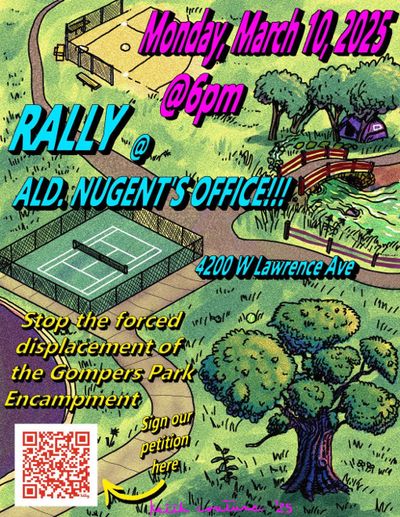 Monday, March 10, 2025
@6pm
RALLY @
ALD. NUGENT'S OFFICE!!!
4200 W Lawrence Ave
Stop the forced
displacement of
the Gompers Park
Encampment
Sign our
petition
here
'25